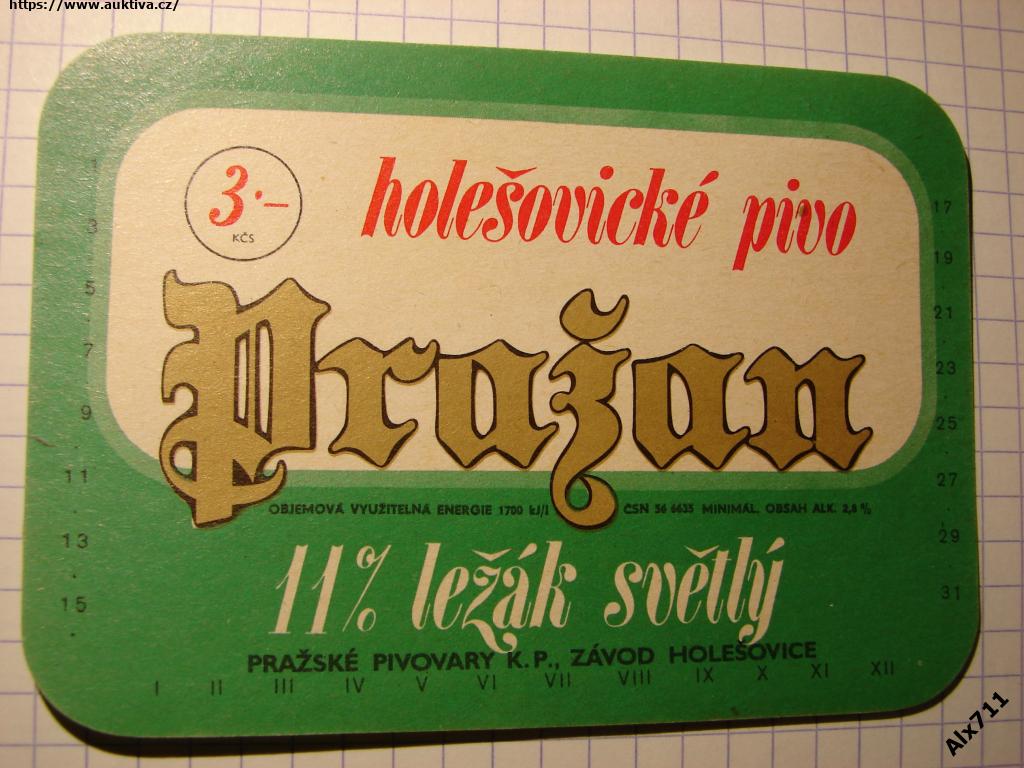 https://www.auktiva.cz/
3·–
KČS
holešovické pivo
Pražan
OBJEMOVÁ VYUŽITELNÁ ENERGIE 1700 kJ/l ČSN 56 6635 MINIMÁL. OBSAH ALK. 2,8 %
11% ležák světlý
PRAŽSKÉ PIVOVARY K.P., ZÁVOD HOLEŠOVICE
I II III IV V VI VII VIII IX X XI XII
1
3
5
7
9
11
13
15
17
19
21
23
25
27
29
31
Alx711